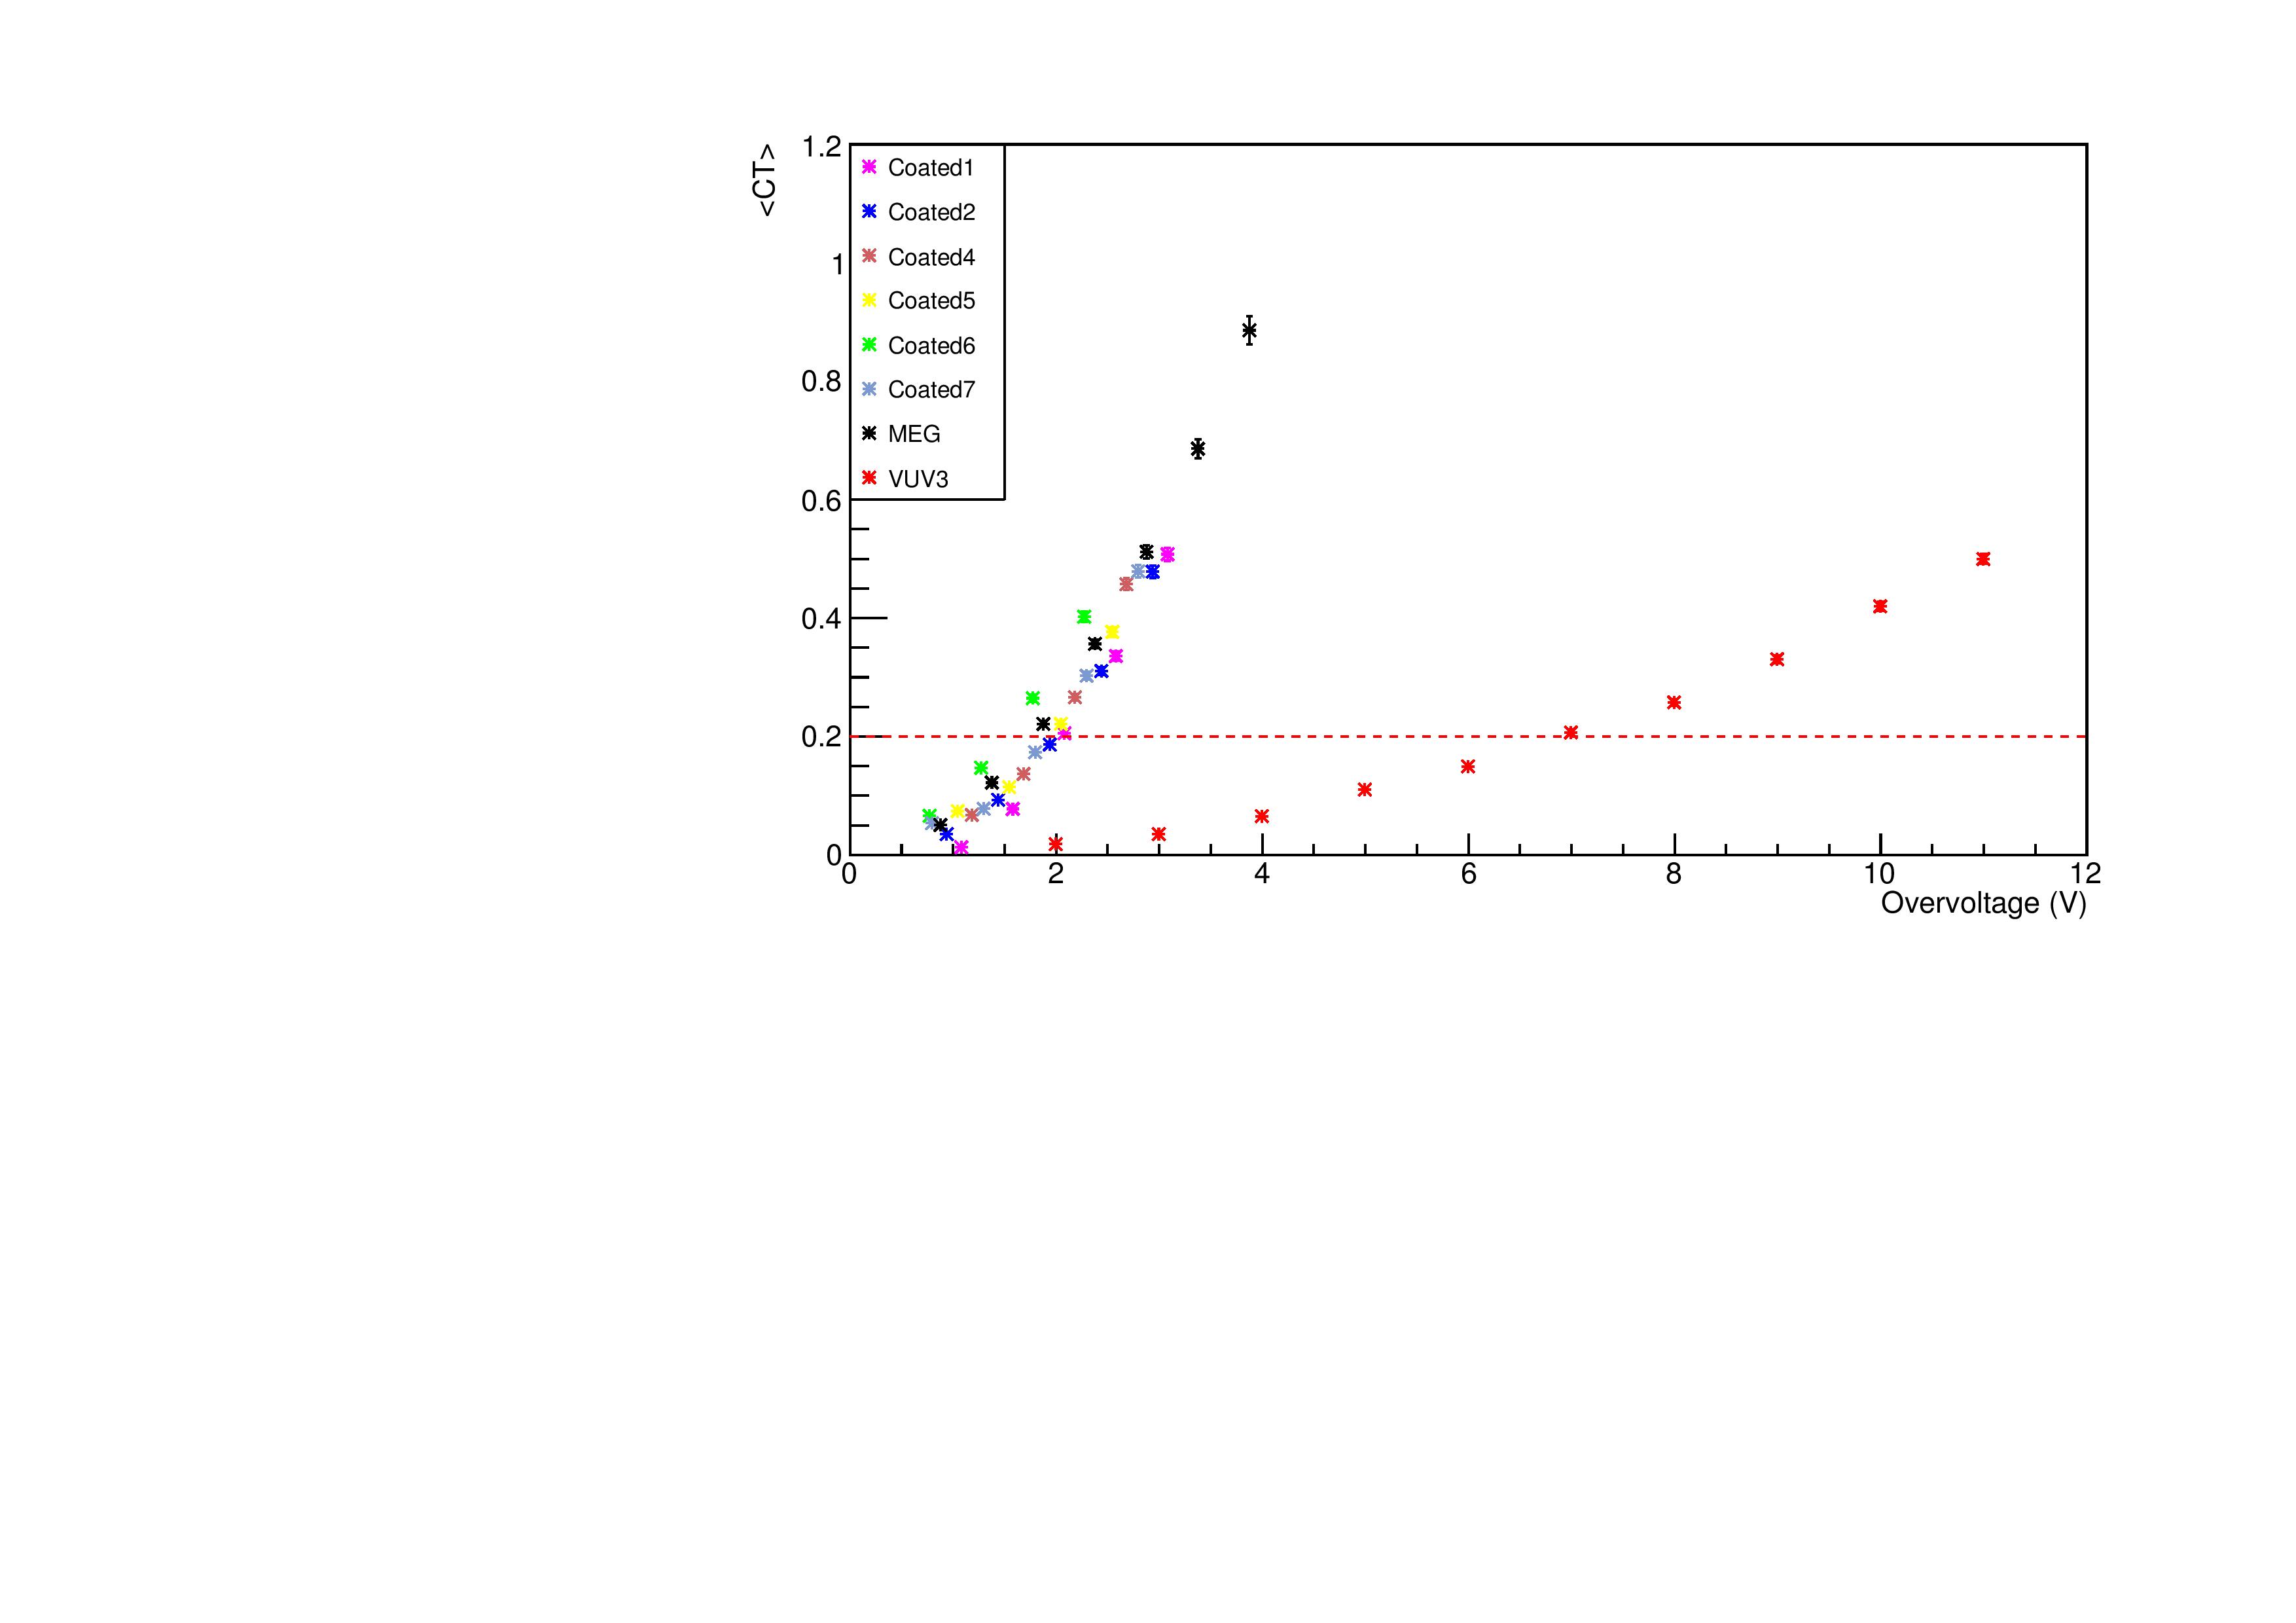 <CT>
1.2
1
0.8
0.6
0.4
0.2
0
Coated1
Coated2
Coated4
Coated5
Coated6
Coated7
MEG
VUV3
0 2 4 6 8 10 12
Overvoltage (V)